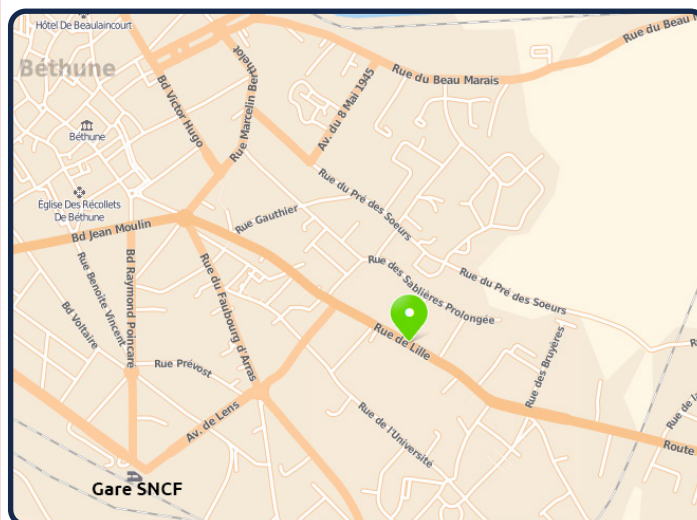 Hôtel De Beaulaincourt
Rue du Beau
Béthune
Rue du Beau Marais
Bd Victor Hugo
Rue Marcelin Berthelot
Av. du 8 Mai 1945
Béthune
Rue du Pré des Soeurs
Église Des Récollets
De Béthune
Rue Gauthier
Bd Jean Moulin
Rue Benoîte Vincent
Bd Raymond Poincare
Rue du Faubourg d'Arras
Rue des Sablières Prolongée
Rue du Pré des Soeurs
Bd Voltaire
Rue de Lille
Rue Prévost
Rue des Bruyères
Av. de Lens
Rue de l'Université
Route
Gare SNCF